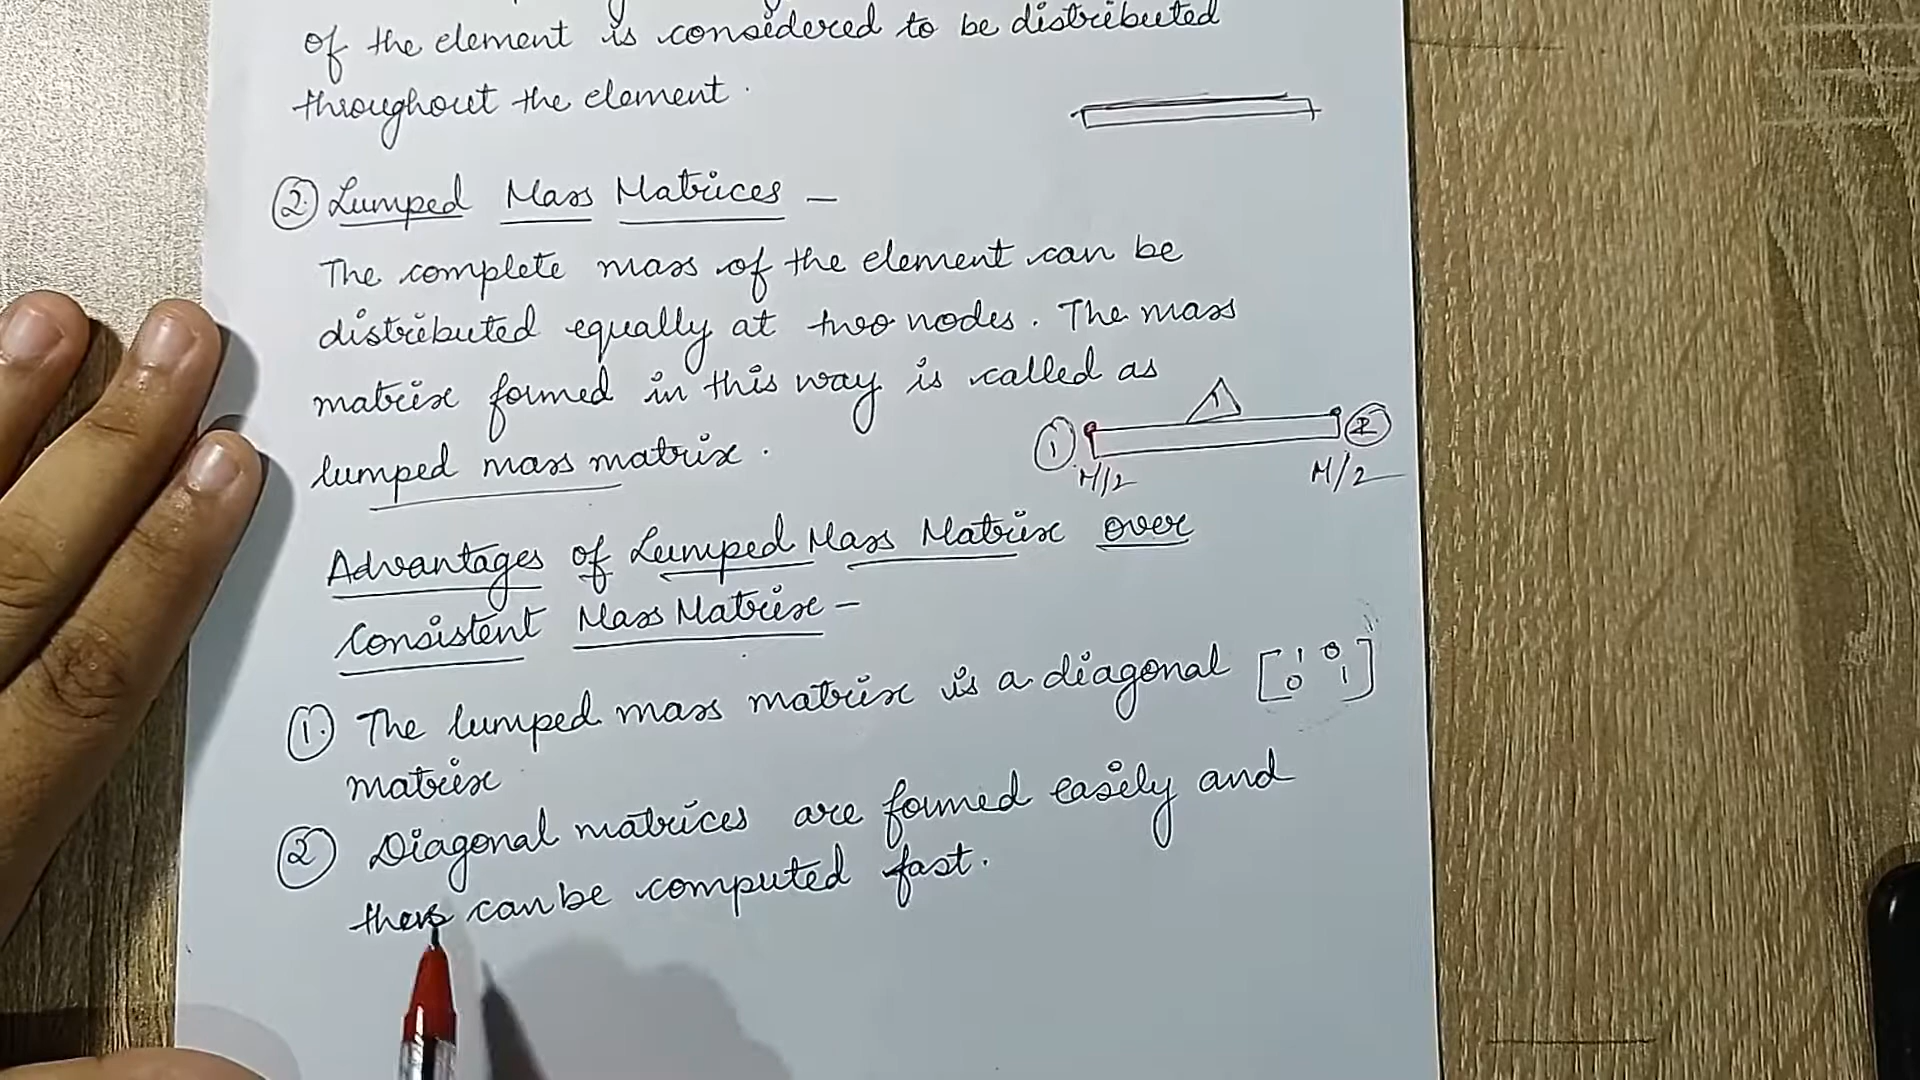 of the element is considered to be distributed
throughout the element.
② Lumped Mass Matrices –
The complete mass of the element can be
distributed equally at two nodes. The mass
matrix formed in this way is called as
lumped mass matrix.
1
① ②
M/2 M/2
Advantages of Lumped Mass Matrix over
Consistent Mass Matrix –
① The lumped mass matrix is a diagonal [1 0
0 1]
matrix
② Diagonal matrices are formed easily and
can be computed fast.